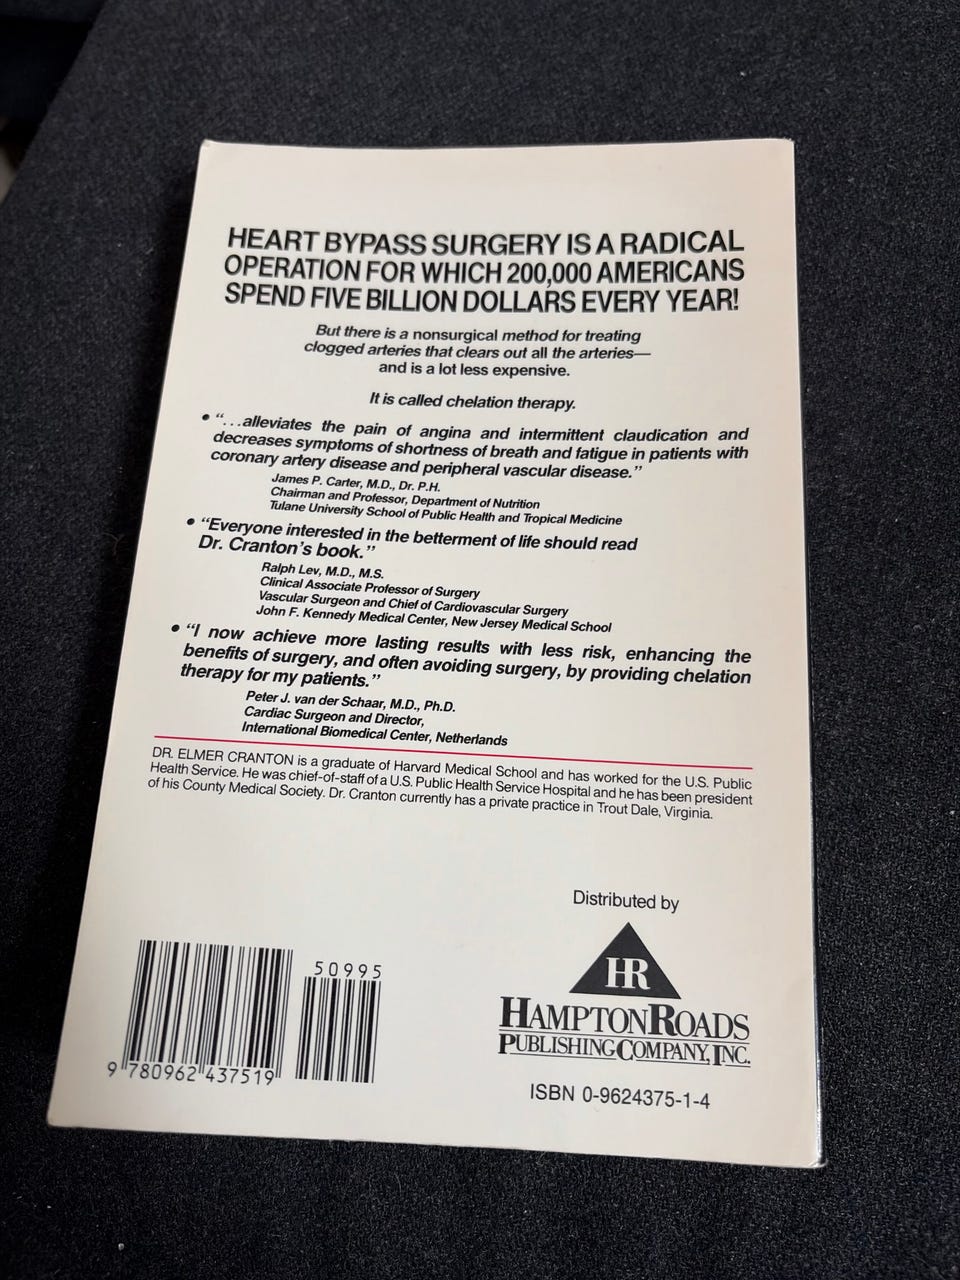 HEART BYPASS SURGERY IS A RADICAL
OPERATION FOR WHICH 200,000 AMERICANS
SPEND FIVE BILLION DOLLARS EVERY YEAR!
But there is a nonsurgical method for treating
clogged arteries that clears out all the arteries—
and is a lot less expensive.
It is called chelation therapy.
• “...alleviates the pain of angina and intermittent claudication and
decreases symptoms of shortness of breath and fatigue in patients with
coronary artery disease and peripheral vascular disease.”
James P. Carter, M.D., Dr. P.H.
Chairman and Professor, Department of Nutrition
Tulane University School of Public Health and Tropical Medicine
• “Everyone interested in the betterment of life should read
Dr. Cranton’s book.”
Ralph Lev, M.D., M.S.
Clinical Associate Professor of Surgery
Vascular Surgeon and Chief of Cardiovascular Surgery
John F. Kennedy Medical Center, New Jersey Medical School
• “I now achieve more lasting results with less risk, enhancing the
benefits of surgery, and often avoiding surgery, by providing chelation
therapy for my patients.”
Peter J. van der Schaar, M.D., Ph.D.
Cardiac Surgeon and Director,
International Biomedical Center, Netherlands
DR. ELMER CRANTON is a graduate of Harvard Medical School and has worked for the U.S. Public
Health Service. He was chief-of-staff of a U.S. Public Health Service Hospital and he has been president
of his County Medical Society. Dr. Cranton currently has a private practice in Trout Dale, Virginia.
Distributed by
HR
HAMPTON ROADS
PUBLISHING COMPANY, INC.
ISBN 0-9624375-1-4
50995
9 780962 437519